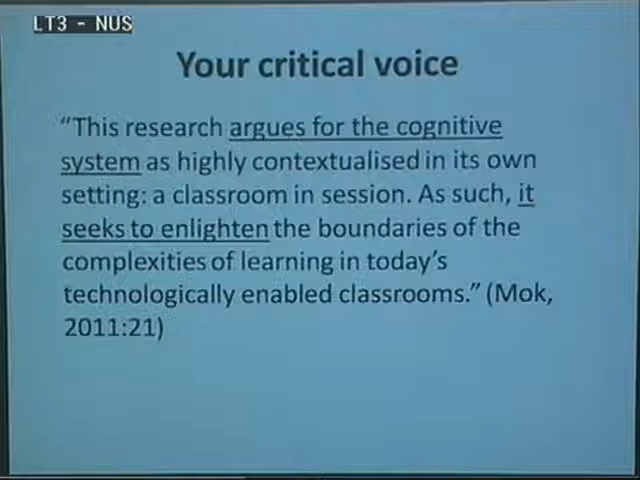 LT3 - NUS
Your critical voice
“This research argues for the cognitive
system as highly contextualised in its own
setting: a classroom in session. As such, it
seeks to enlighten the boundaries of the
complexities of learning in today’s
technologically enabled classrooms.” (Mok,
2011:21)